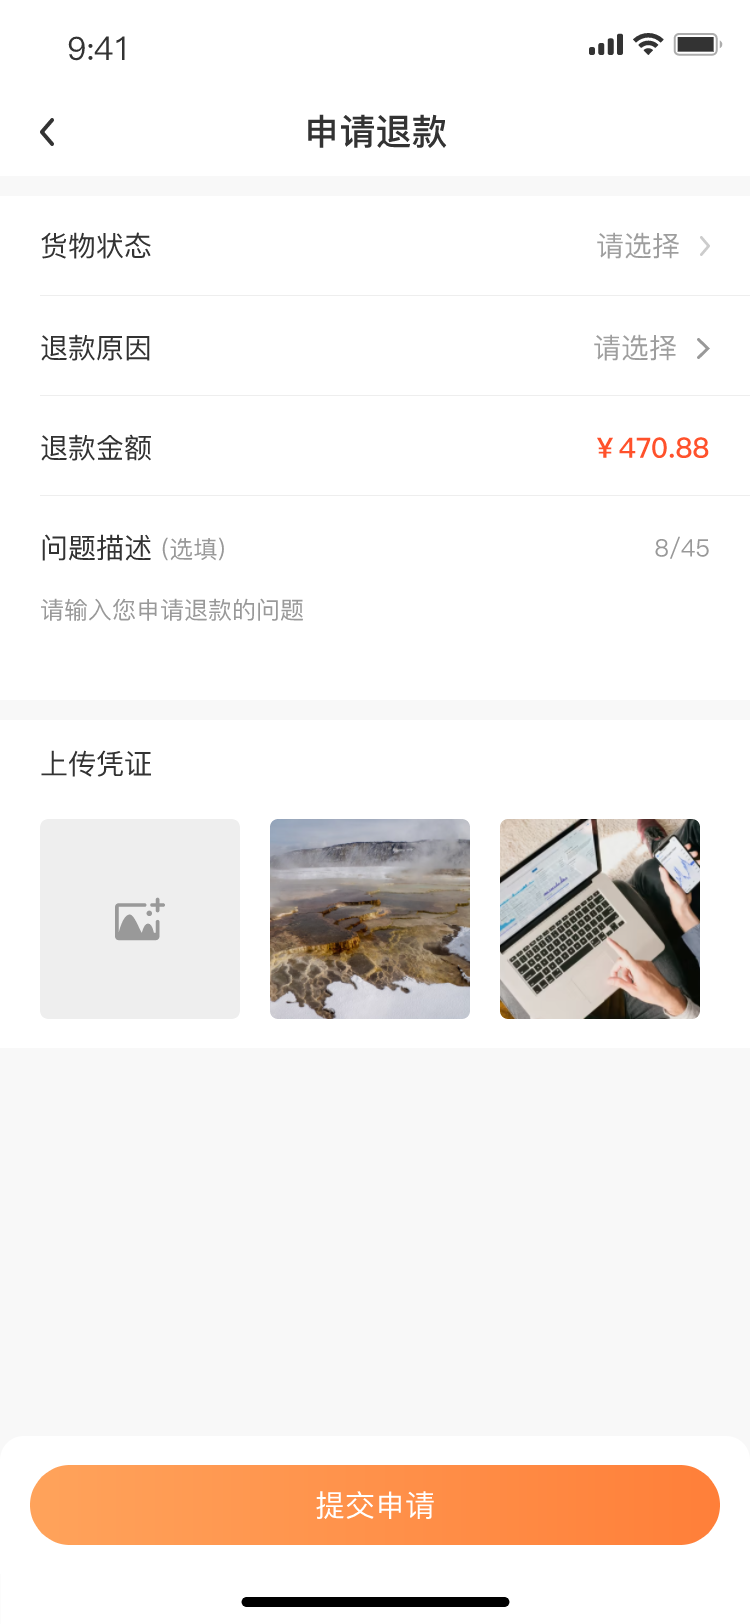 9:41
申请退款
货物状态 请选择
退款原因 请选择
退款金额 ¥ 470.88
问题描述 (选填) 8/45
请输入您申请退款的问题
上传凭证
提交申请